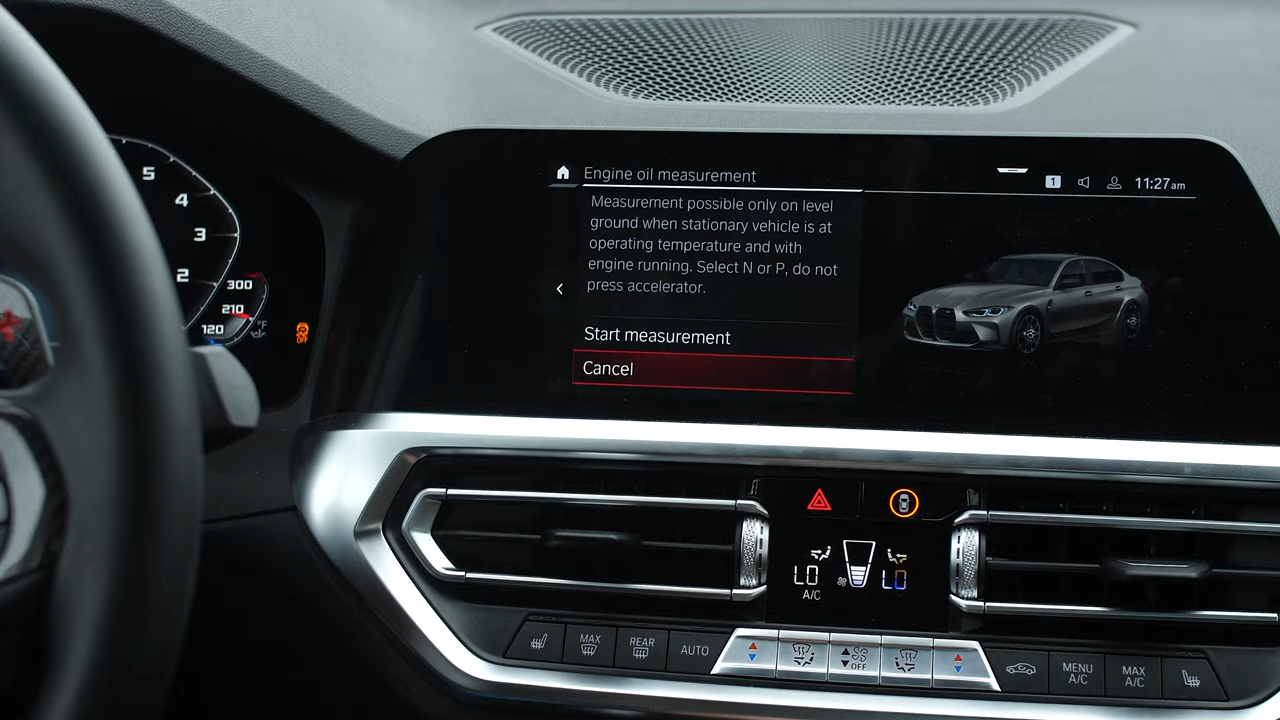 Engine oil measurement
1
11:27am
Measurement possible only on level
ground when stationary vehicle is at
operating temperature and with
engine running. Select N or P, do not
press accelerator.
Start measurement
Cancel
5
4
3
2
300
210
120
°F
OFF
LO
LO
A/C
MAX
REAR
AUTO
OFF
MENU
A/C
MAX
A/C